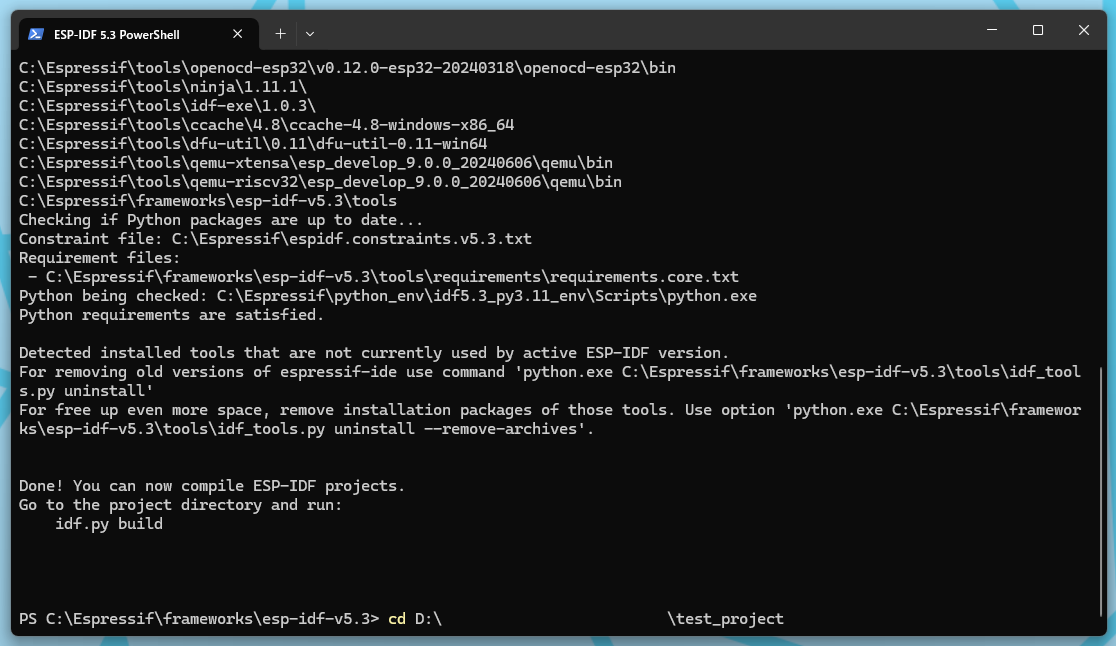 ESP-IDF 5.3 PowerShell
C:\Espressif\tools\openocd-esp32\v0.12.0-esp32-20240318\openocd-esp32\bin
C:\Espressif\tools\ninja\1.11.1\
C:\Espressif\tools\idf-exe\1.0.3\
C:\Espressif\tools\ccache\4.8\ccache-4.8-windows-x86_64
C:\Espressif\tools\dfu-util\0.11\dfu-util-0.11-win64
C:\Espressif\tools\qemu-xtensa\esp_develop_9.0.0_20240606\qemu\bin
C:\Espressif\tools\qemu-riscv32\esp_develop_9.0.0_20240606\qemu\bin
C:\Espressif\frameworks\esp-idf-v5.3\tools
Checking if Python packages are up to date...
Constraint file: C:\Espressif\espidf.constraints.v5.3.txt
Requirement files:
 - C:\Espressif\frameworks\esp-idf-v5.3\tools\requirements\requirements.core.txt
Python being checked: C:\Espressif\python_env\idf5.3_py3.11_env\Scripts\python.exe
Python requirements are satisfied.
Detected installed tools that are not currently used by active ESP-IDF version.
For removing old versions of espressif-ide use command 'python.exe C:\Espressif\frameworks\esp-idf-v5.3\tools\idf_tool
s.py uninstall'
For free up even more space, remove installation packages of those tools. Use option 'python.exe C:\Espressif\framewor
ks\esp-idf-v5.3\tools\idf_tools.py uninstall --remove-archives'.
Done! You can now compile ESP-IDF projects.
Go to the project directory and run:
    idf.py build
PS C:\Espressif\frameworks\esp-idf-v5.3> cd D:\                         \test_project